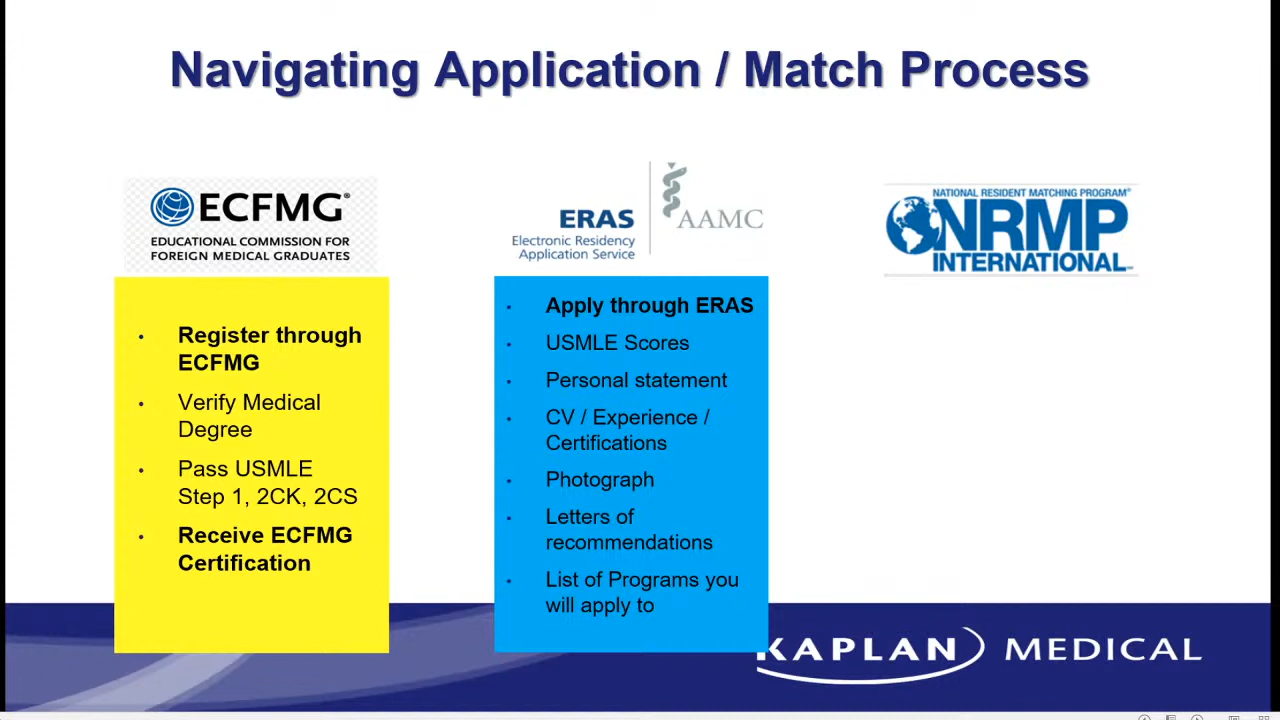 Navigating Application / Match Process
ECFMG®
EDUCATIONAL COMMISSION FOR
FOREIGN MEDICAL GRADUATES
• Register through
ECFMG
• Verify Medical
Degree
• Pass USMLE
Step 1, 2CK, 2CS
• Receive ECFMG
Certification
ERAS
Electronic Residency
Application Service
AAMC
• Apply through ERAS
• USMLE Scores
• Personal statement
• CV / Experience /
Certifications
• Photograph
• Letters of
recommendations
• List of Programs you
will apply to
NATIONAL RESIDENT MATCHING PROGRAM®
NRMP
INTERNATIONAL
KAPLAN MEDICAL